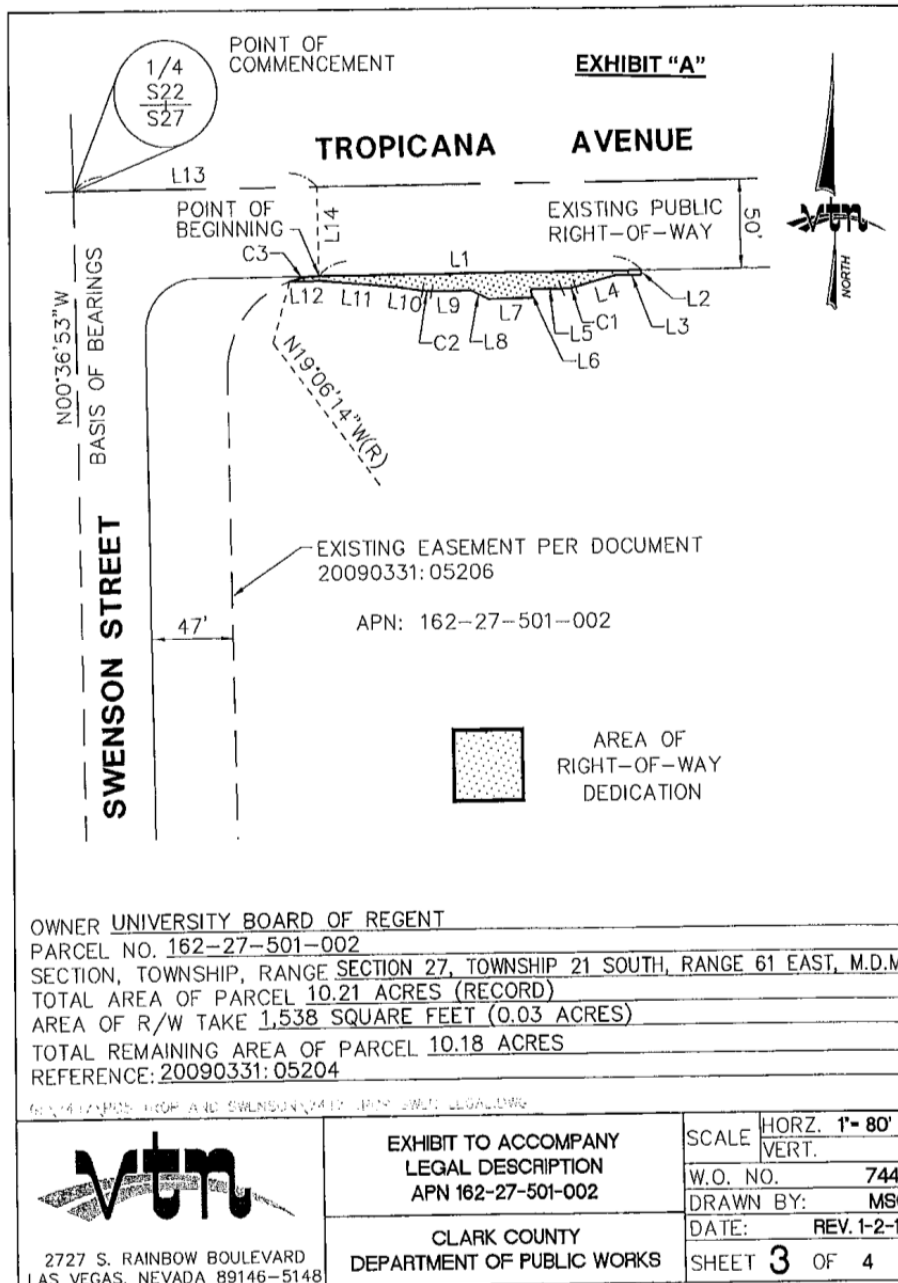 POINT OF
COMMENCEMENT
EXHIBIT "A"
1/4
S22
S27
TROPICANA AVENUE
L13
POINT OF
BEGINNING
L14
EXISTING PUBLIC
RIGHT-OF-WAY
50'
vtn
NORTH
C3
L1
L12
L11
L10
L9
L7
L4
L2
L5
C1
L3
C2
L8
L6
N00°36'53"W
BASIS OF BEARINGS
N19°06'14"W(R)
EXISTING EASEMENT PER DOCUMENT
20090331:05206
APN: 162-27-501-002
SWENSON STREET
47'
AREA OF
RIGHT-OF-WAY
DEDICATION
OWNER UNIVERSITY BOARD OF REGENT
PARCEL NO. 162-27-501-002
SECTION, TOWNSHIP, RANGE SECTION 27, TOWNSHIP 21 SOUTH, RANGE 61 EAST, M.D.M
TOTAL AREA OF PARCEL 10.21 ACRES (RECORD)
AREA OF R/W TAKE 1,538 SQUARE FEET (0.03 ACRES)
TOTAL REMAINING AREA OF PARCEL 10.18 ACRES
REFERENCE: 20090331:05204
vtn
2727 S. RAINBOW BOULEVARD
LAS VEGAS, NEVADA 89146-5148
EXHIBIT TO ACCOMPANY
LEGAL DESCRIPTION
APN 162-27-501-002
CLARK COUNTY
DEPARTMENT OF PUBLIC WORKS
SCALE HORZ. 1"- 80'
VERT.
W.O. NO. 744
DRAWN BY: MS
DATE: REV. 1-2-1
SHEET 3 OF 4